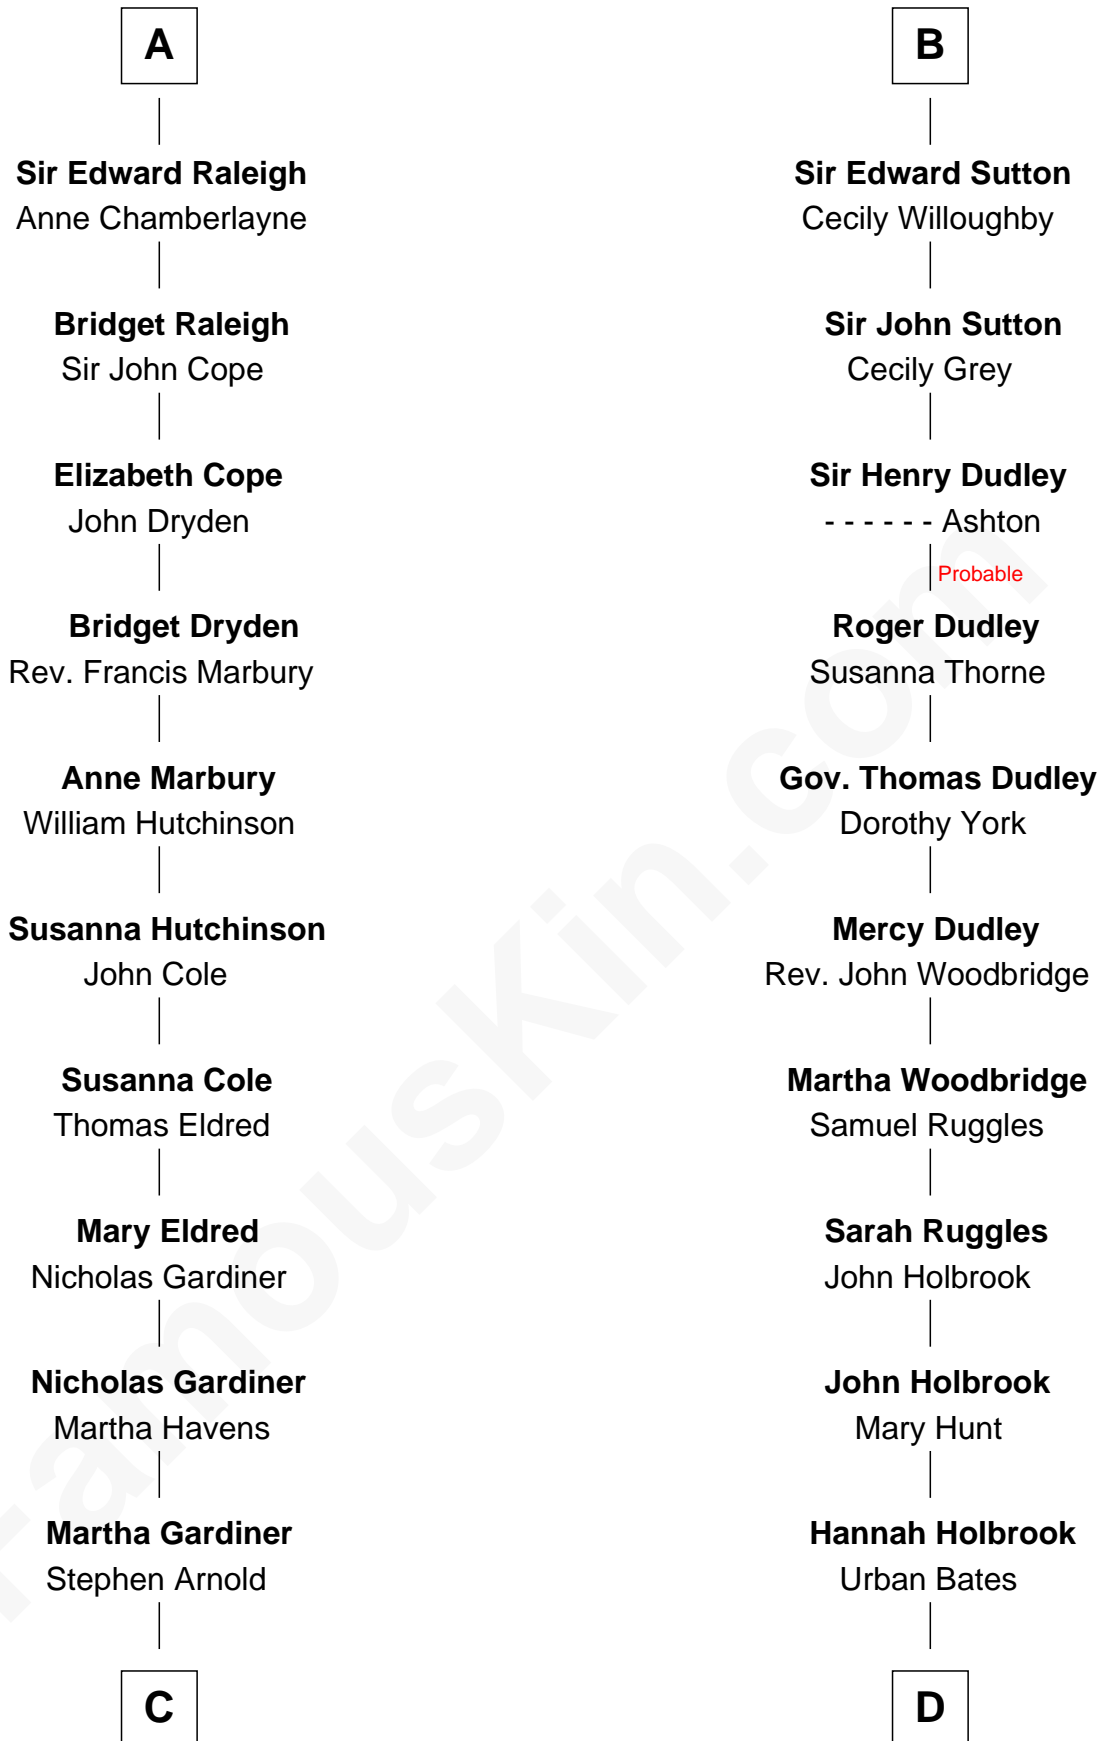 A
Sir Edward Raleigh
Anne Chamberlayne
Bridget Raleigh
Sir John Cope
Elizabeth Cope
John Dryden
Bridget Dryden
Rev. Francis Marbury
Anne Marbury
William Hutchinson
Susanna Hutchinson
John Cole
Susanna Cole
Thomas Eldred
Mary Eldred
Nicholas Gardiner
Nicholas Gardiner
Martha Havens
Martha Gardiner
Stephen Arnold
C
B
Sir Edward Sutton
Cecily Willoughby
Sir John Sutton
Cecily Grey
Sir Henry Dudley
- - - - - - Ashton
Probable
Roger Dudley
Susanna Thorne
Gov. Thomas Dudley
Dorothy York
Mercy Dudley
Rev. John Woodbridge
Martha Woodbridge
Samuel Ruggles
Sarah Ruggles
John Holbrook
John Holbrook
Mary Hunt
Hannah Holbrook
Urban Bates
D
FamousKin.com